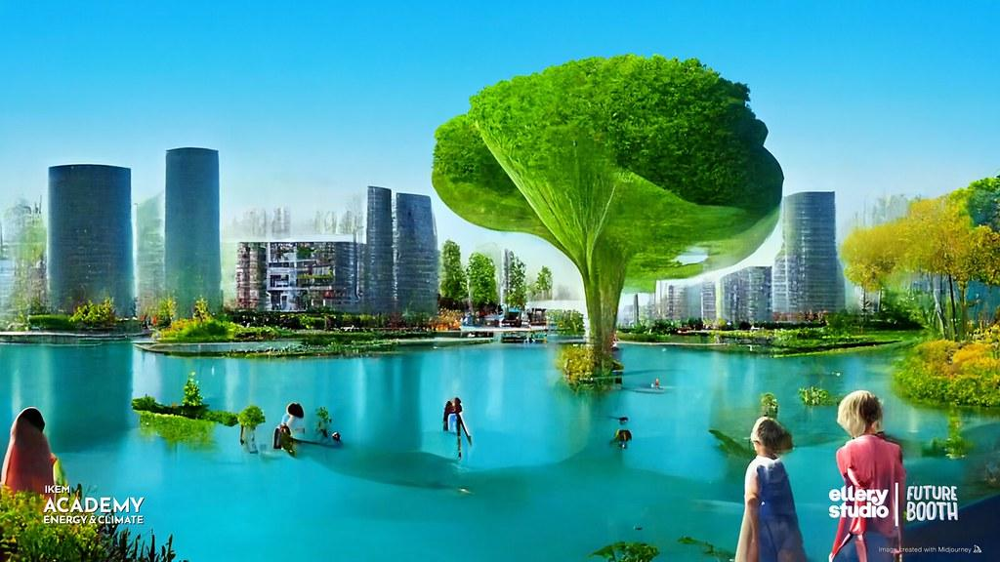 IKEM
ACADEMY
ENERGY & CLIMATE
ellery
studio
FUTURE
BOOTH
Image created with Midjourney